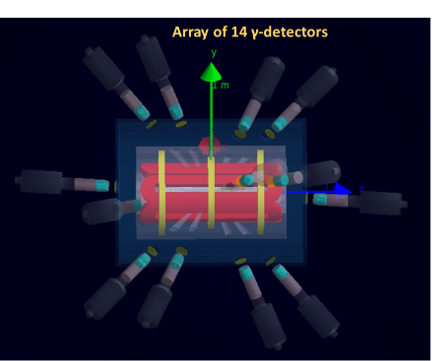 Array of 14 γ-detectors
y
1 m
z